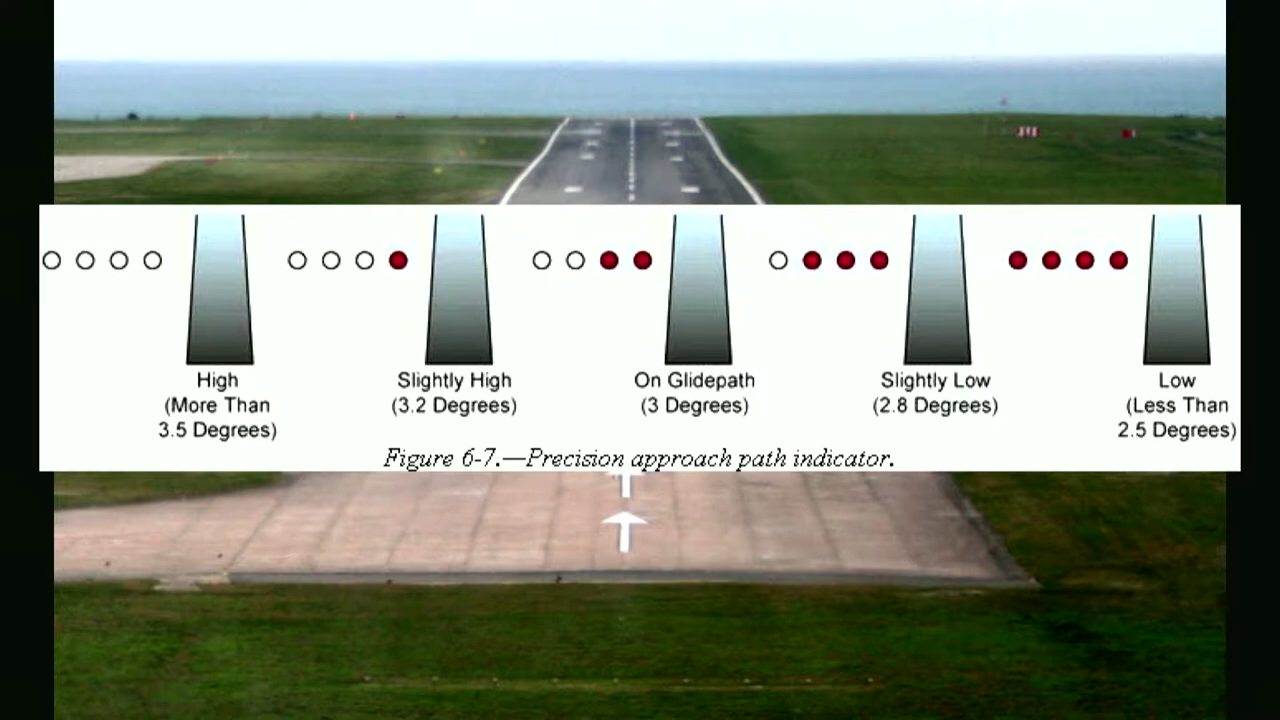 High
(More Than
3.5 Degrees)
Slightly High
(3.2 Degrees)
On Glidepath
(3 Degrees)
Slightly Low
(2.8 Degrees)
Low
(Less Than
2.5 Degrees)
Figure 6-7.—Precision approach path indicator.